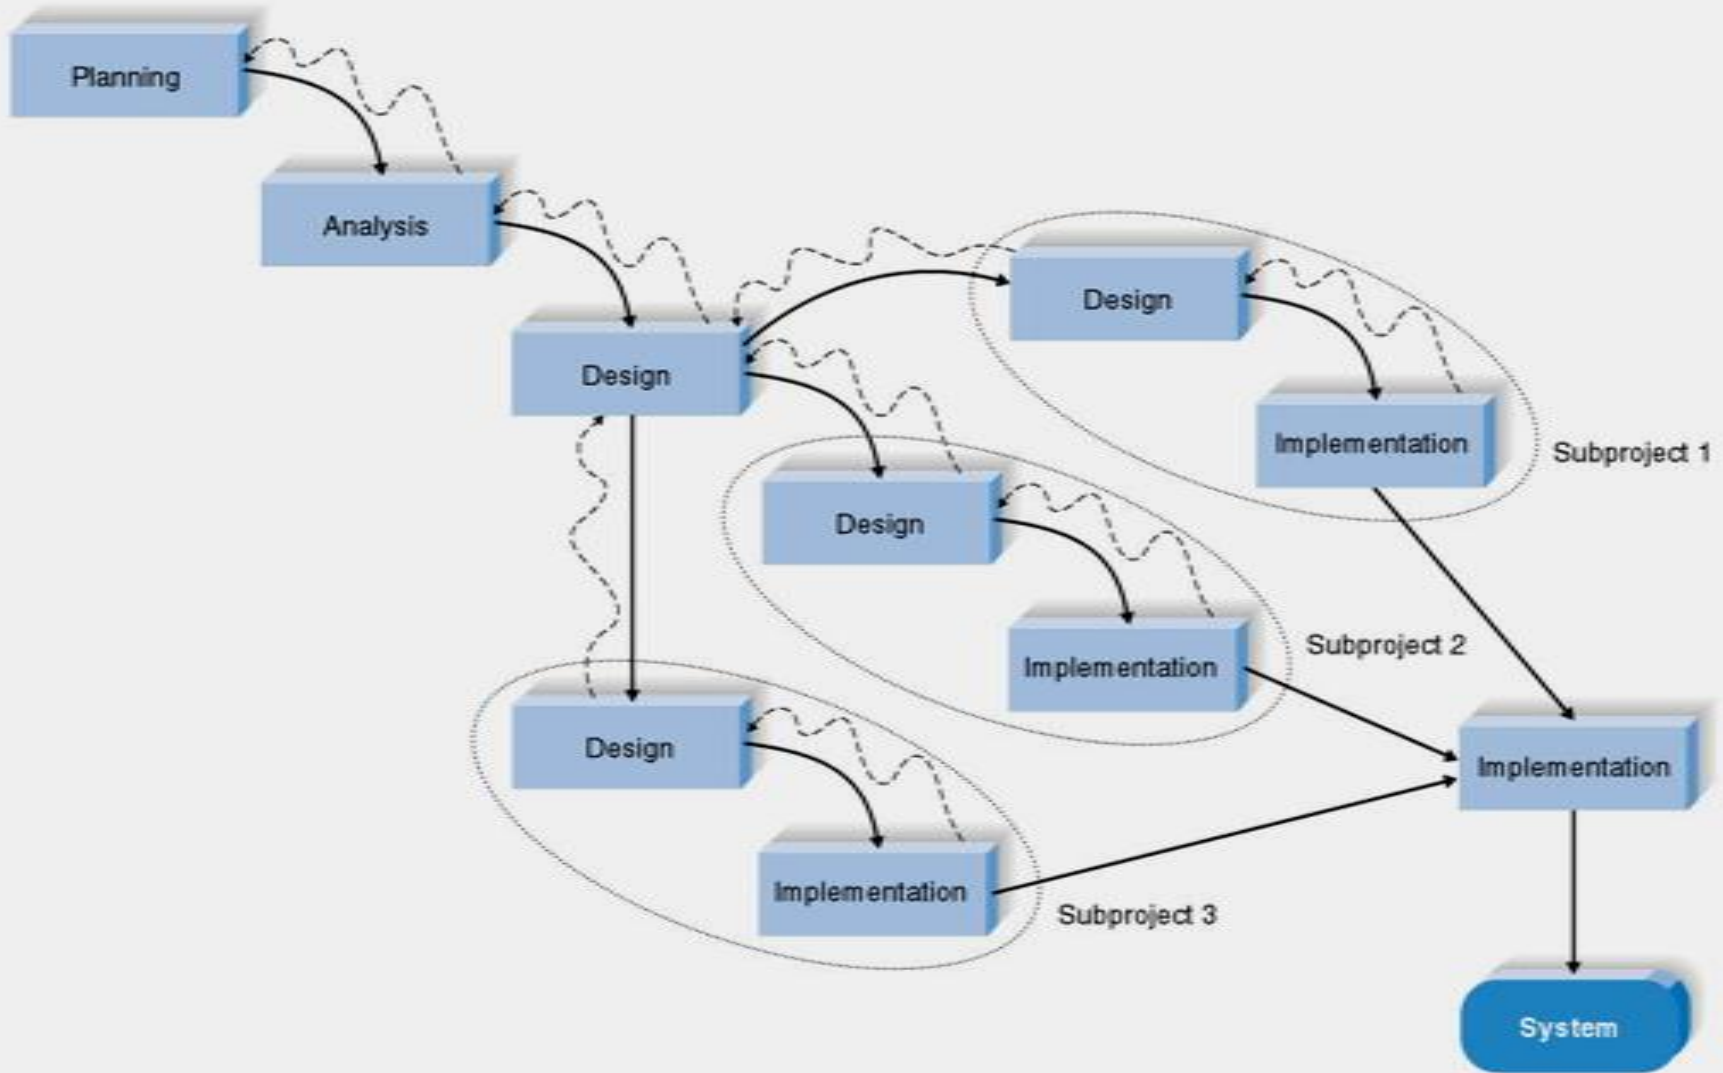 Planning
Analysis
Design
Design
Implementation
Subproject 1
Design
Implementation
Subproject 2
Design
Implementation
Subproject 3
Implementation
System